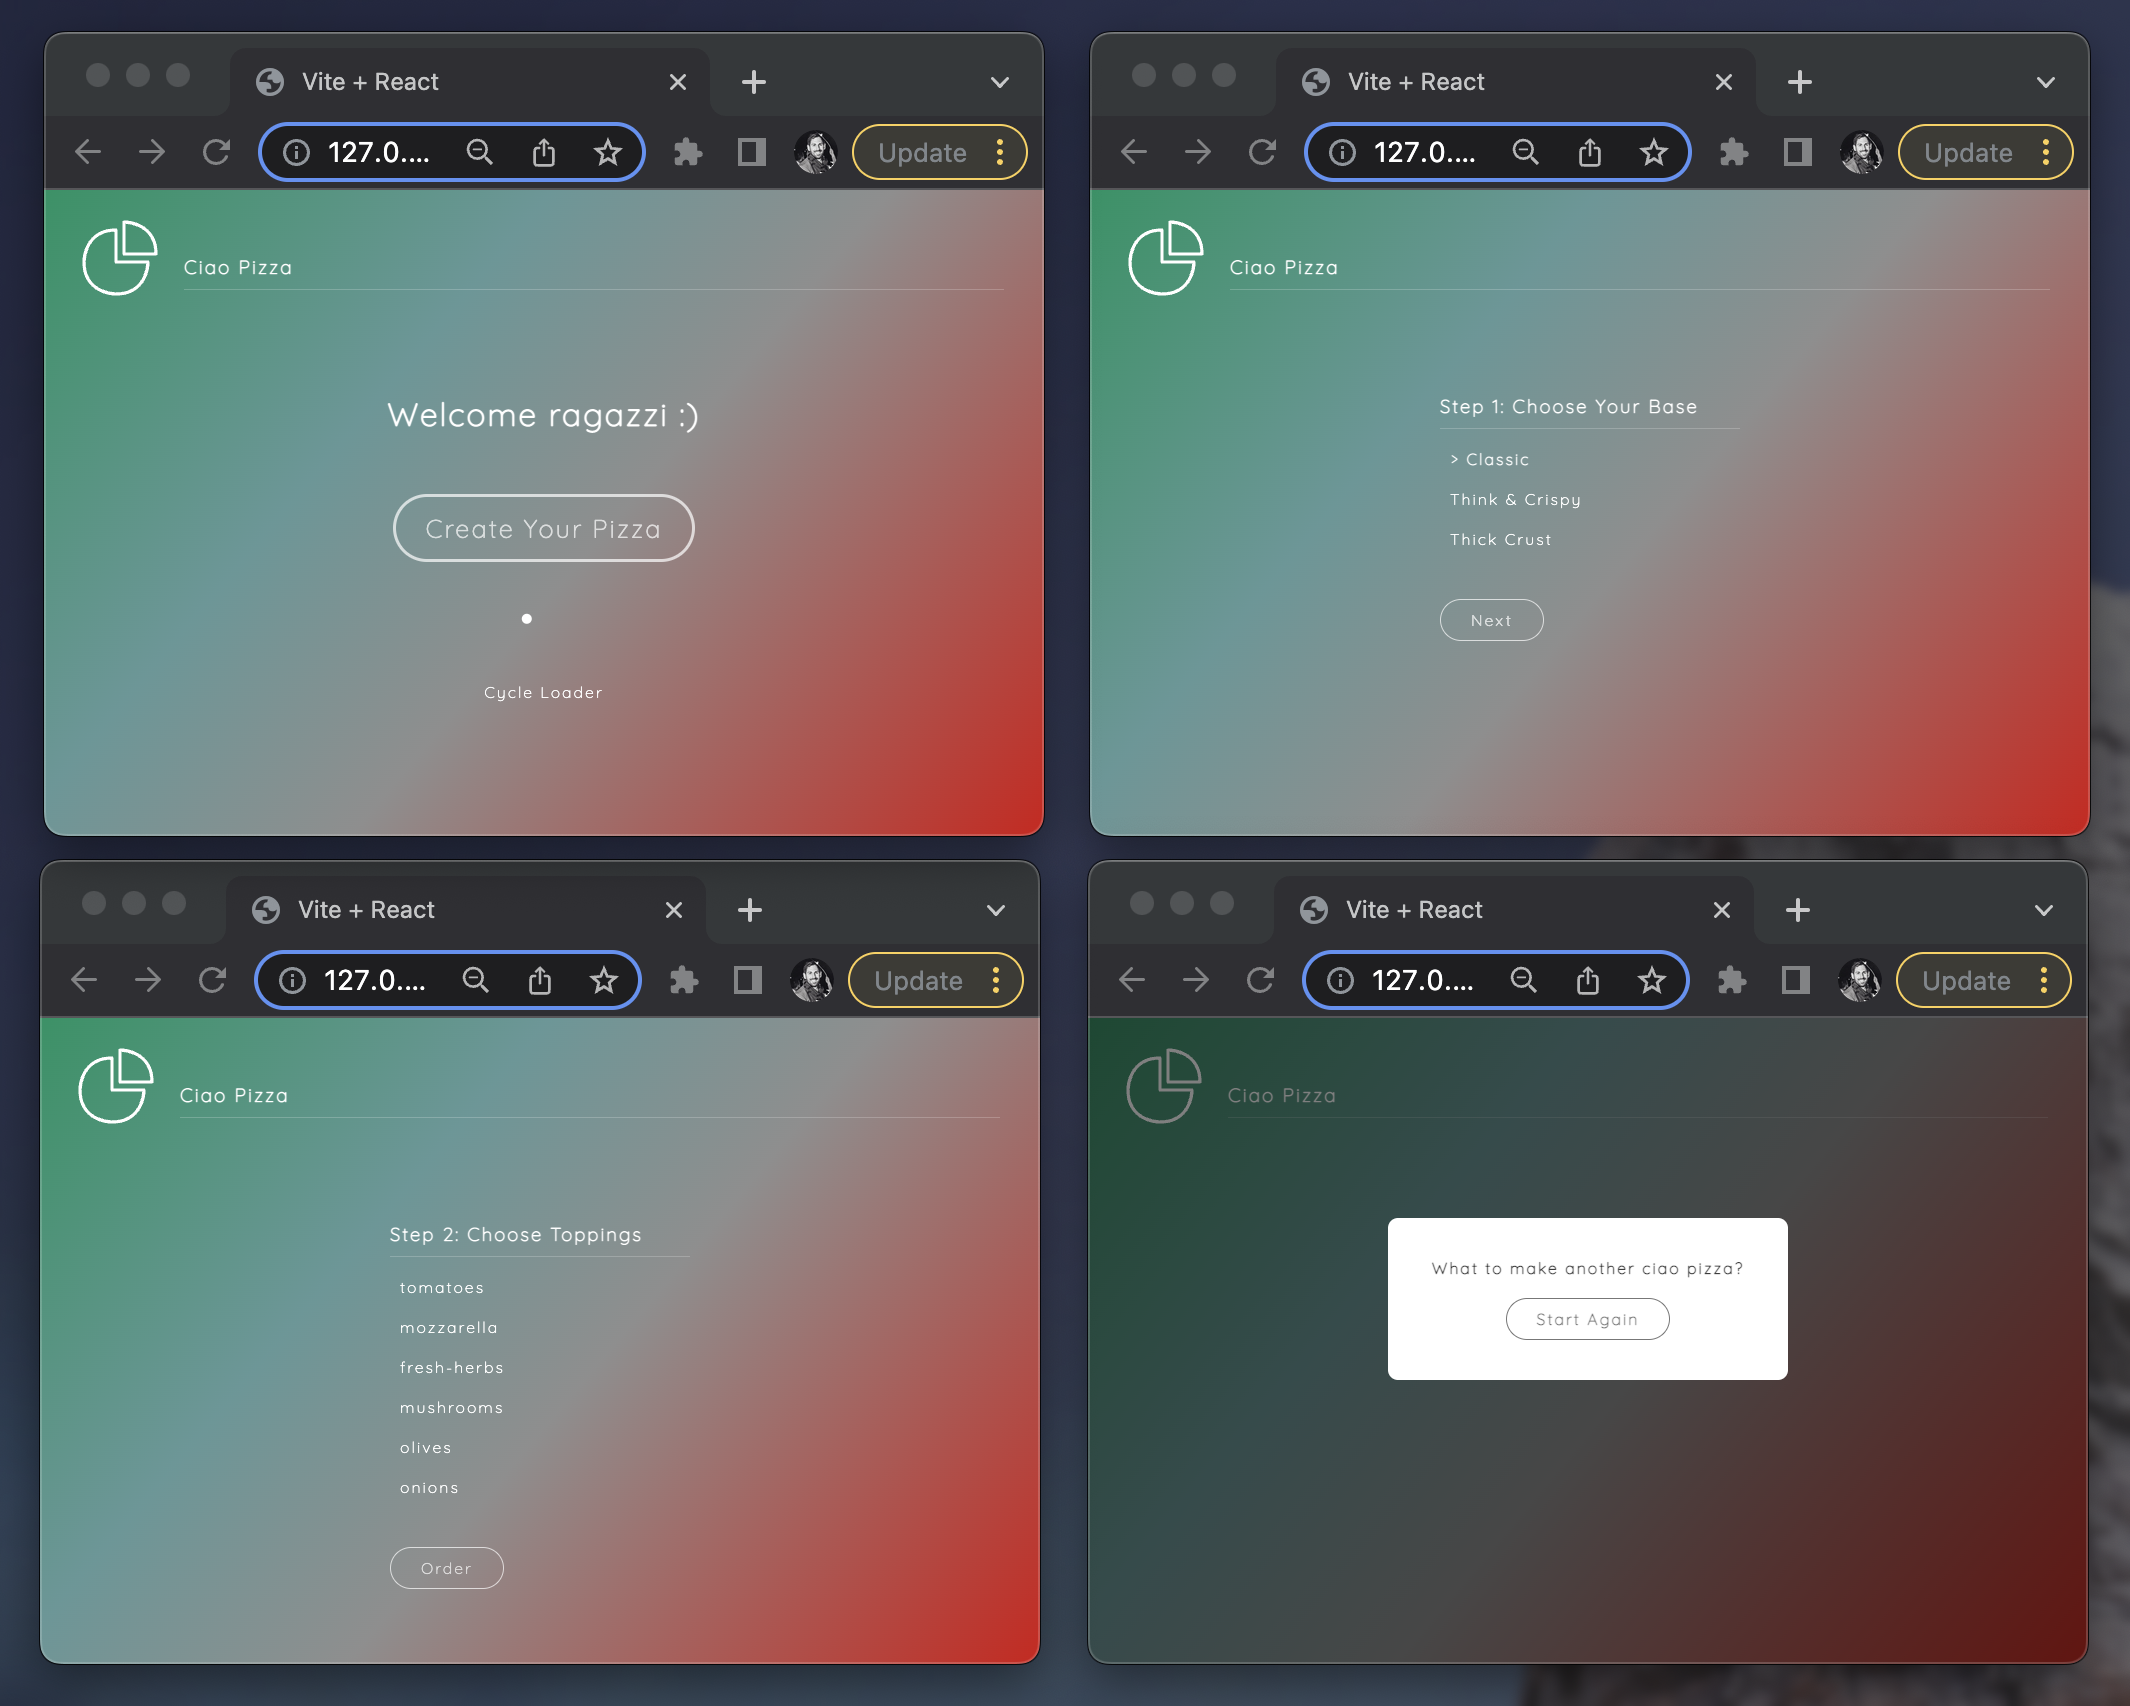 Vite + React
127.0....
Update
Ciao Pizza
Welcome ragazzi :)
Create Your Pizza
Cycle Loader
Vite + React
127.0....
Update
Ciao Pizza
Step 1: Choose Your Base
> Classic
Think & Crispy
Thick Crust
Next
Vite + React
127.0....
Update
Ciao Pizza
Step 2: Choose Toppings
tomatoes
mozzarella
fresh-herbs
mushrooms
olives
onions
Order
Vite + React
127.0....
Update
Ciao Pizza
What to make another ciao pizza?
Start Again